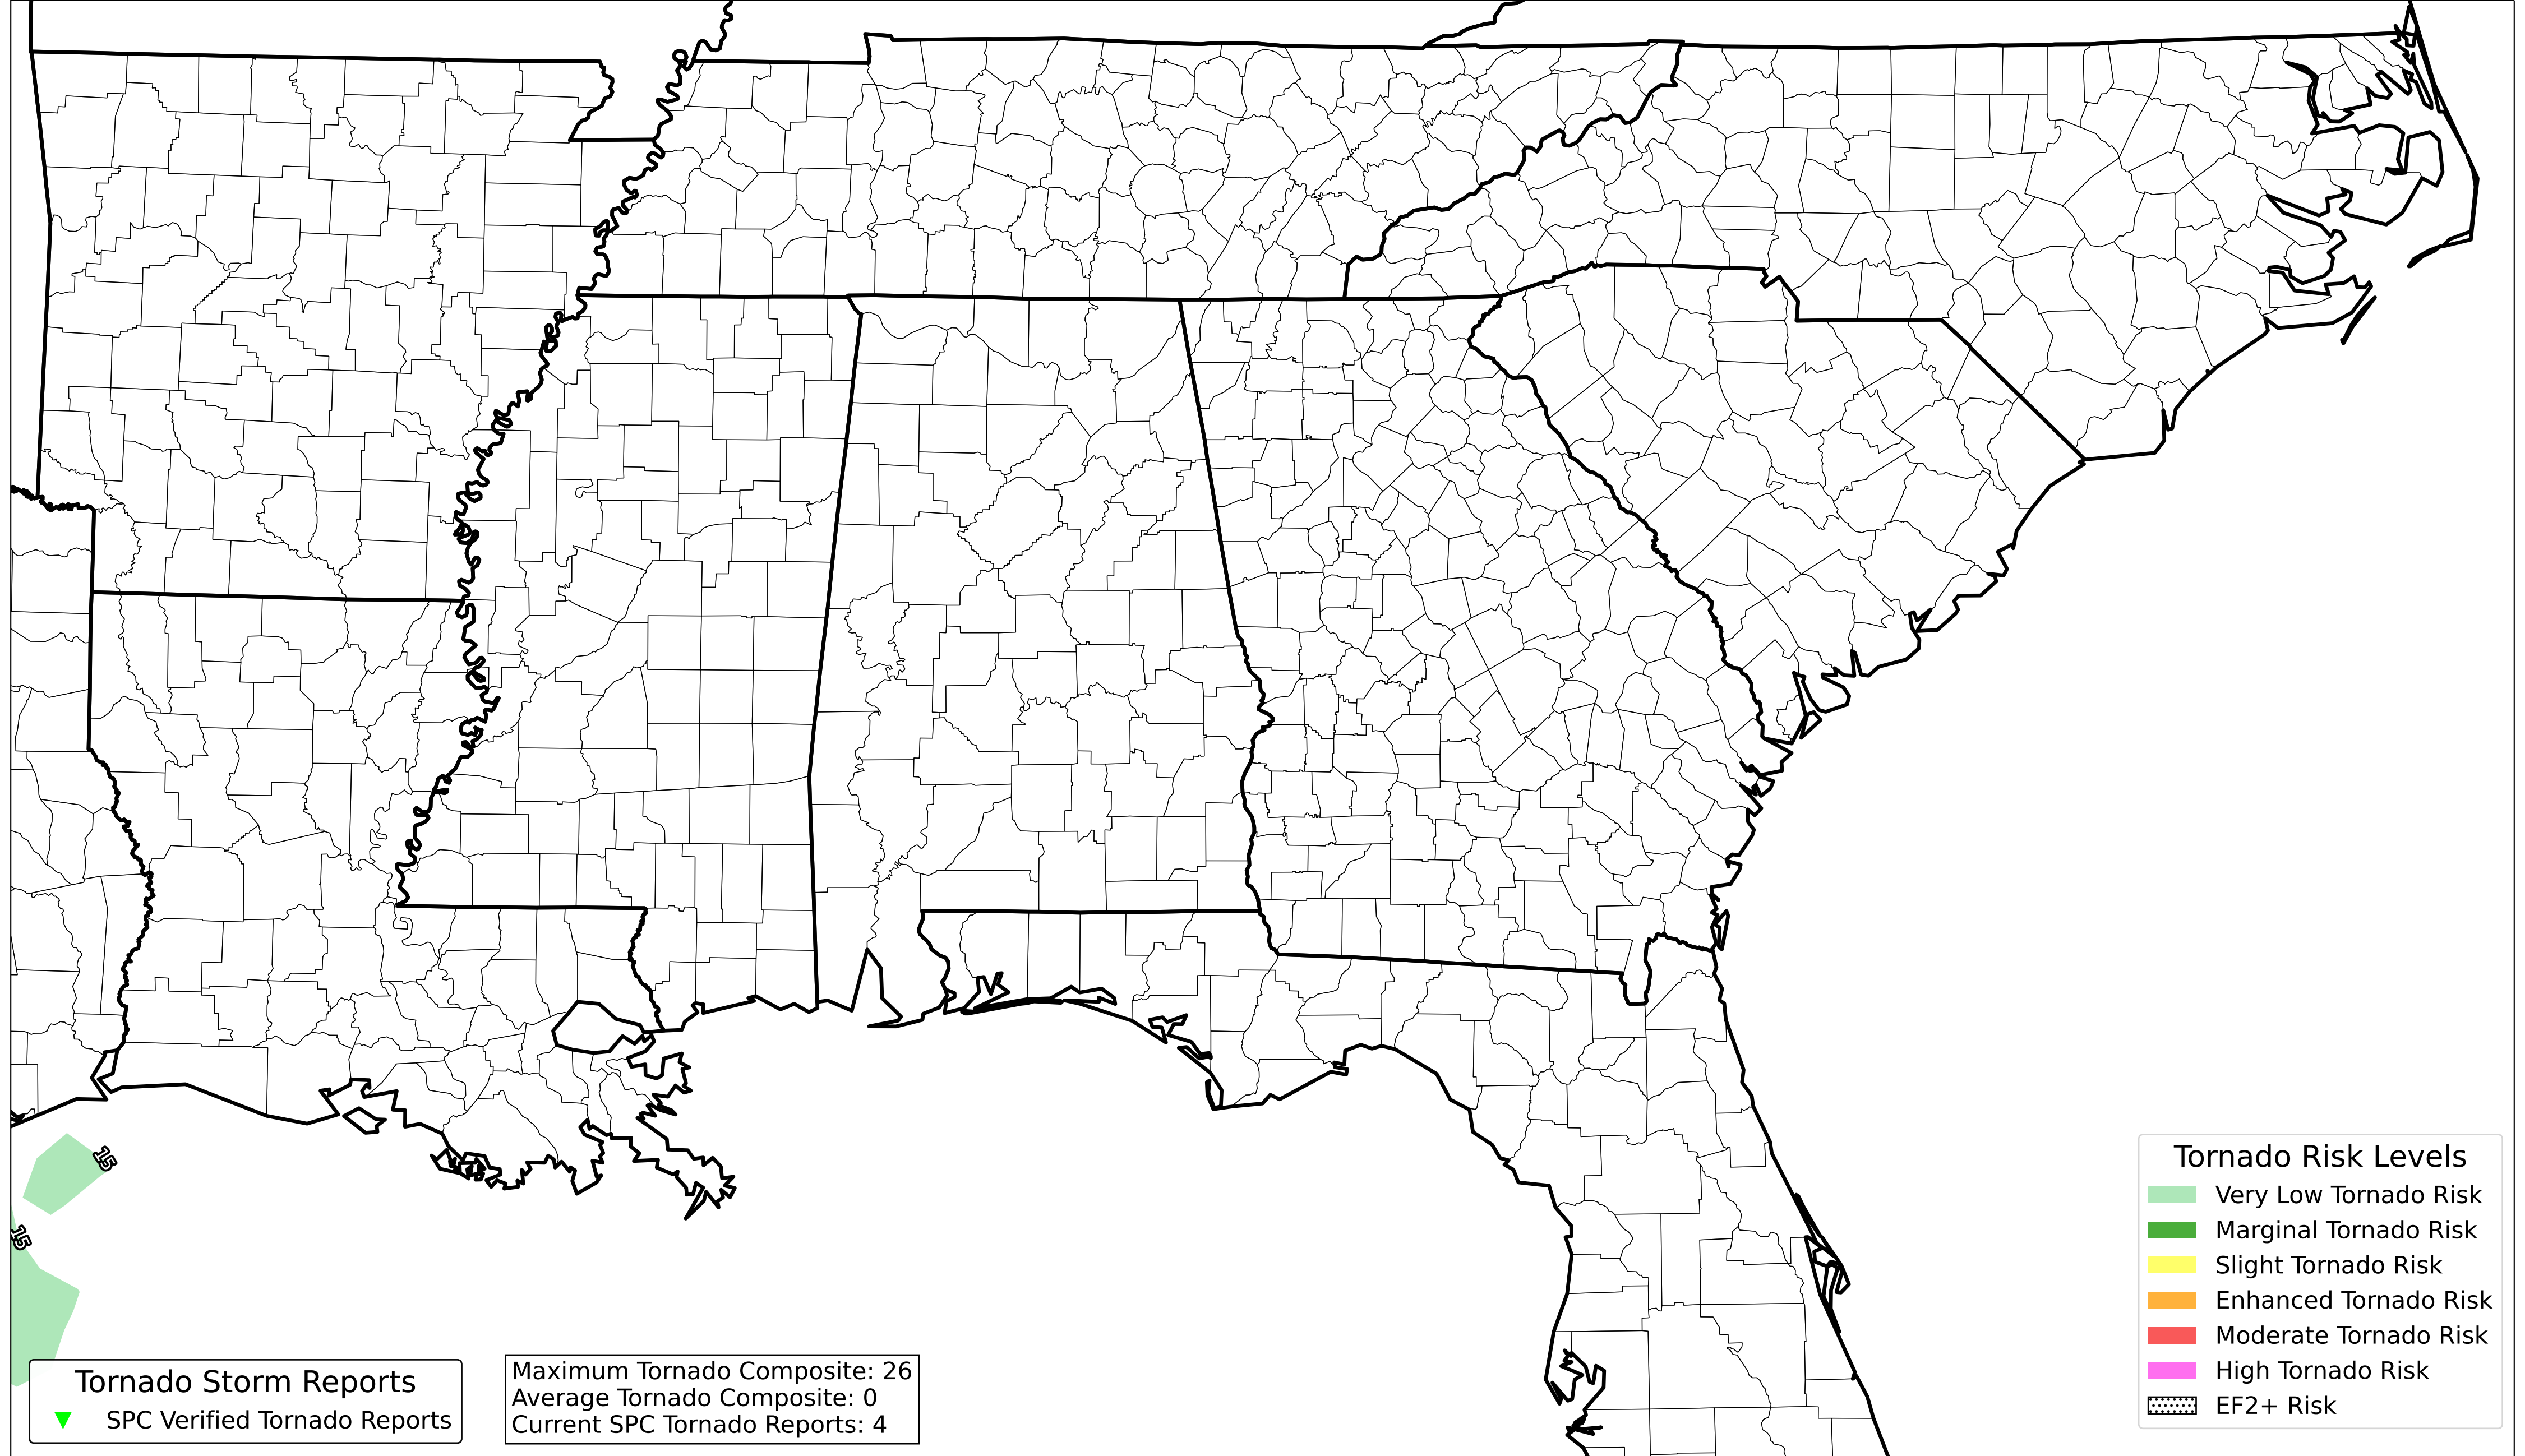 15
15
Tornado Storm Reports
SPC Verified Tornado Reports
Maximum Tornado Composite: 26
Average Tornado Composite: 0
Current SPC Tornado Reports: 4
Tornado Risk Levels
Very Low Tornado Risk
Marginal Tornado Risk
Slight Tornado Risk
Enhanced Tornado Risk
Moderate Tornado Risk
High Tornado Risk
EF2+ Risk